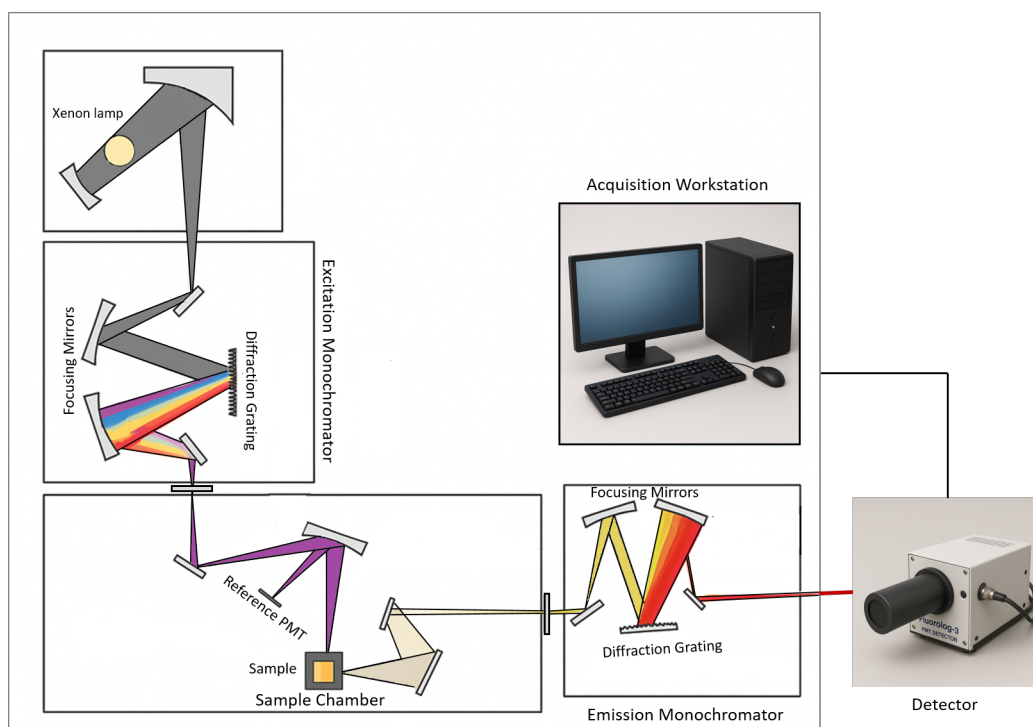 Xenon lamp
Acquisition Workstation
Excitation Monochromator
Focusing Mirrors
Diffraction Grating
Focusing Mirrors
Reference PMT
Fluorolog-3
PMT DETECTOR
Diffraction Grating
Sample
Sample Chamber
Detector
Emission Monochromator